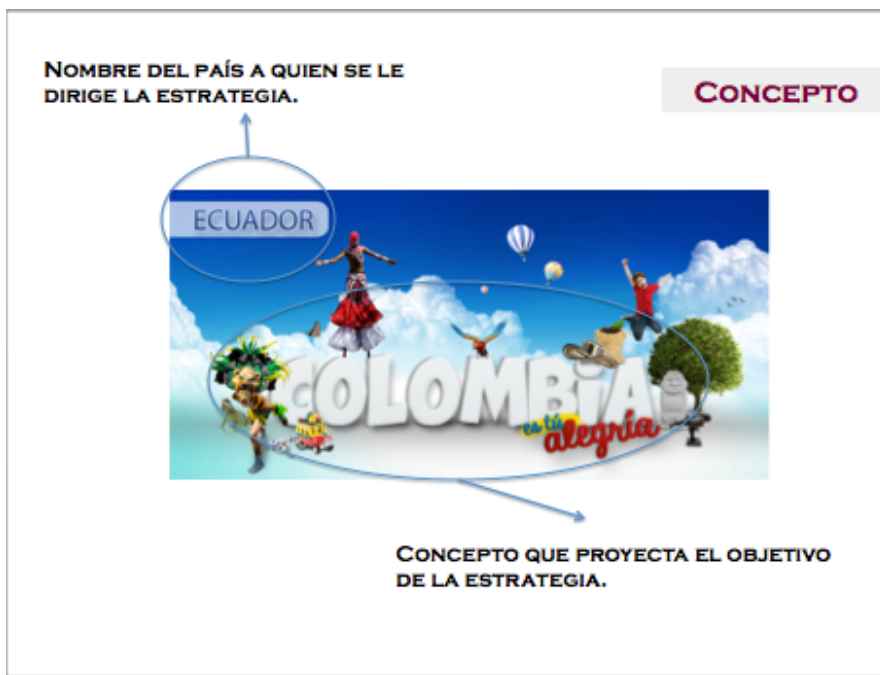 NOMBRE DEL PAÍS A QUIEN SE LE
DIRIGE LA ESTRATEGIA.
CONCEPTO
ECUADOR
COLOMBIA
es tú
alegría
CONCEPTO QUE PROYECTA EL OBJETIVO
DE LA ESTRATEGIA.